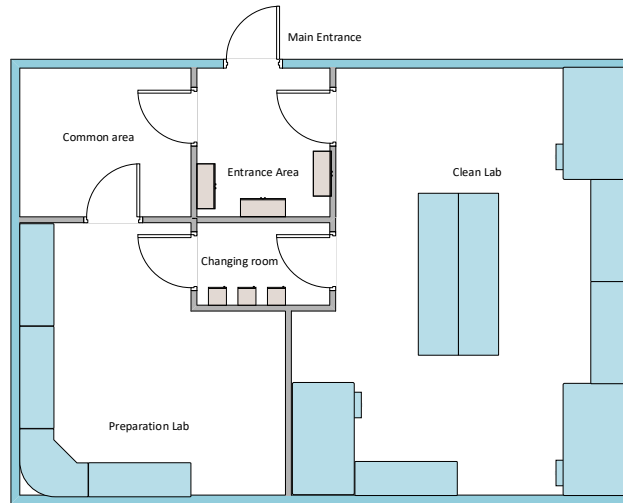 Main Entrance
Common area
Entrance Area
Clean Lab
Changing room
Preparation Lab